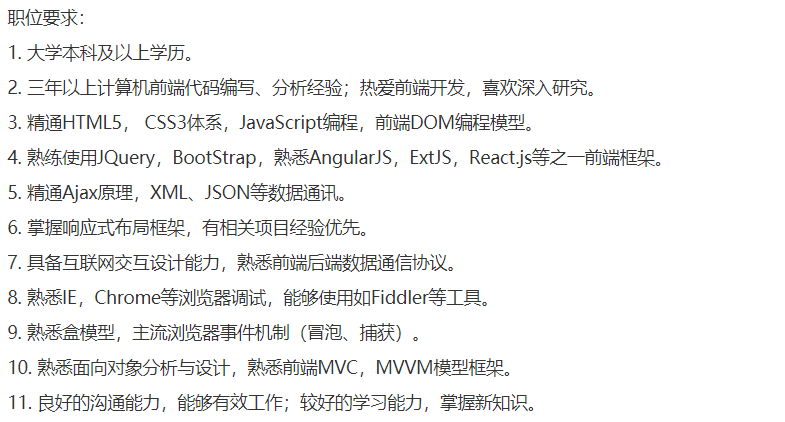 职位要求：
1. 大学本科及以上学历。
2. 三年以上计算机前端代码编写、分析经验；热爱前端开发，喜欢深入研究。
3. 精通HTML5， CSS3体系，JavaScript编程，前端DOM编程模型。
4. 熟练使用JQuery，BootStrap，熟悉AngularJS，ExtJS，React.js等之一前端框架。
5. 精通Ajax原理，XML、JSON等数据通讯。
6. 掌握响应式布局框架，有相关项目经验优先。
7. 具备互联网交互设计能力，熟悉前端后端数据通信协议。
8. 熟悉IE，Chrome等浏览器调试，能够使用如Fiddler等工具。
9. 熟悉盒模型，主流浏览器事件机制（冒泡、捕获）。
10. 熟悉面向对象分析与设计，熟悉前端MVC，MVVM模型框架。
11. 良好的沟通能力，能够有效工作；较好的学习能力，掌握新知识。